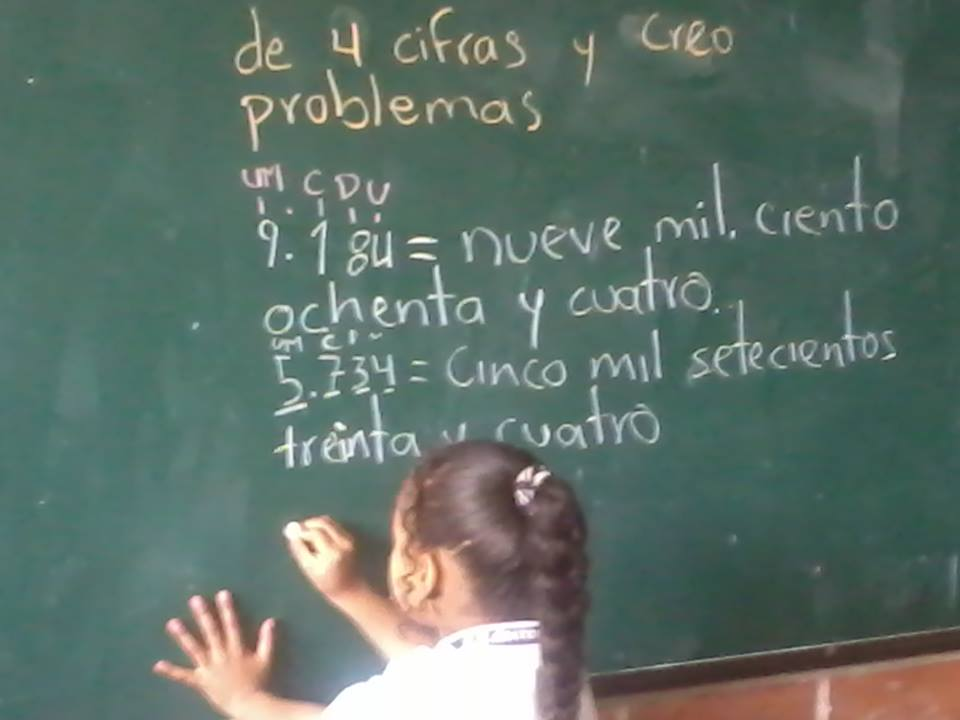 de 4 cifras y creo
problemas
UM C D U
9.184 = nueve mil. ciento
ochenta y cuatro.
UM C
5.734 = Cinco mil setecientos
treinta y cuatro